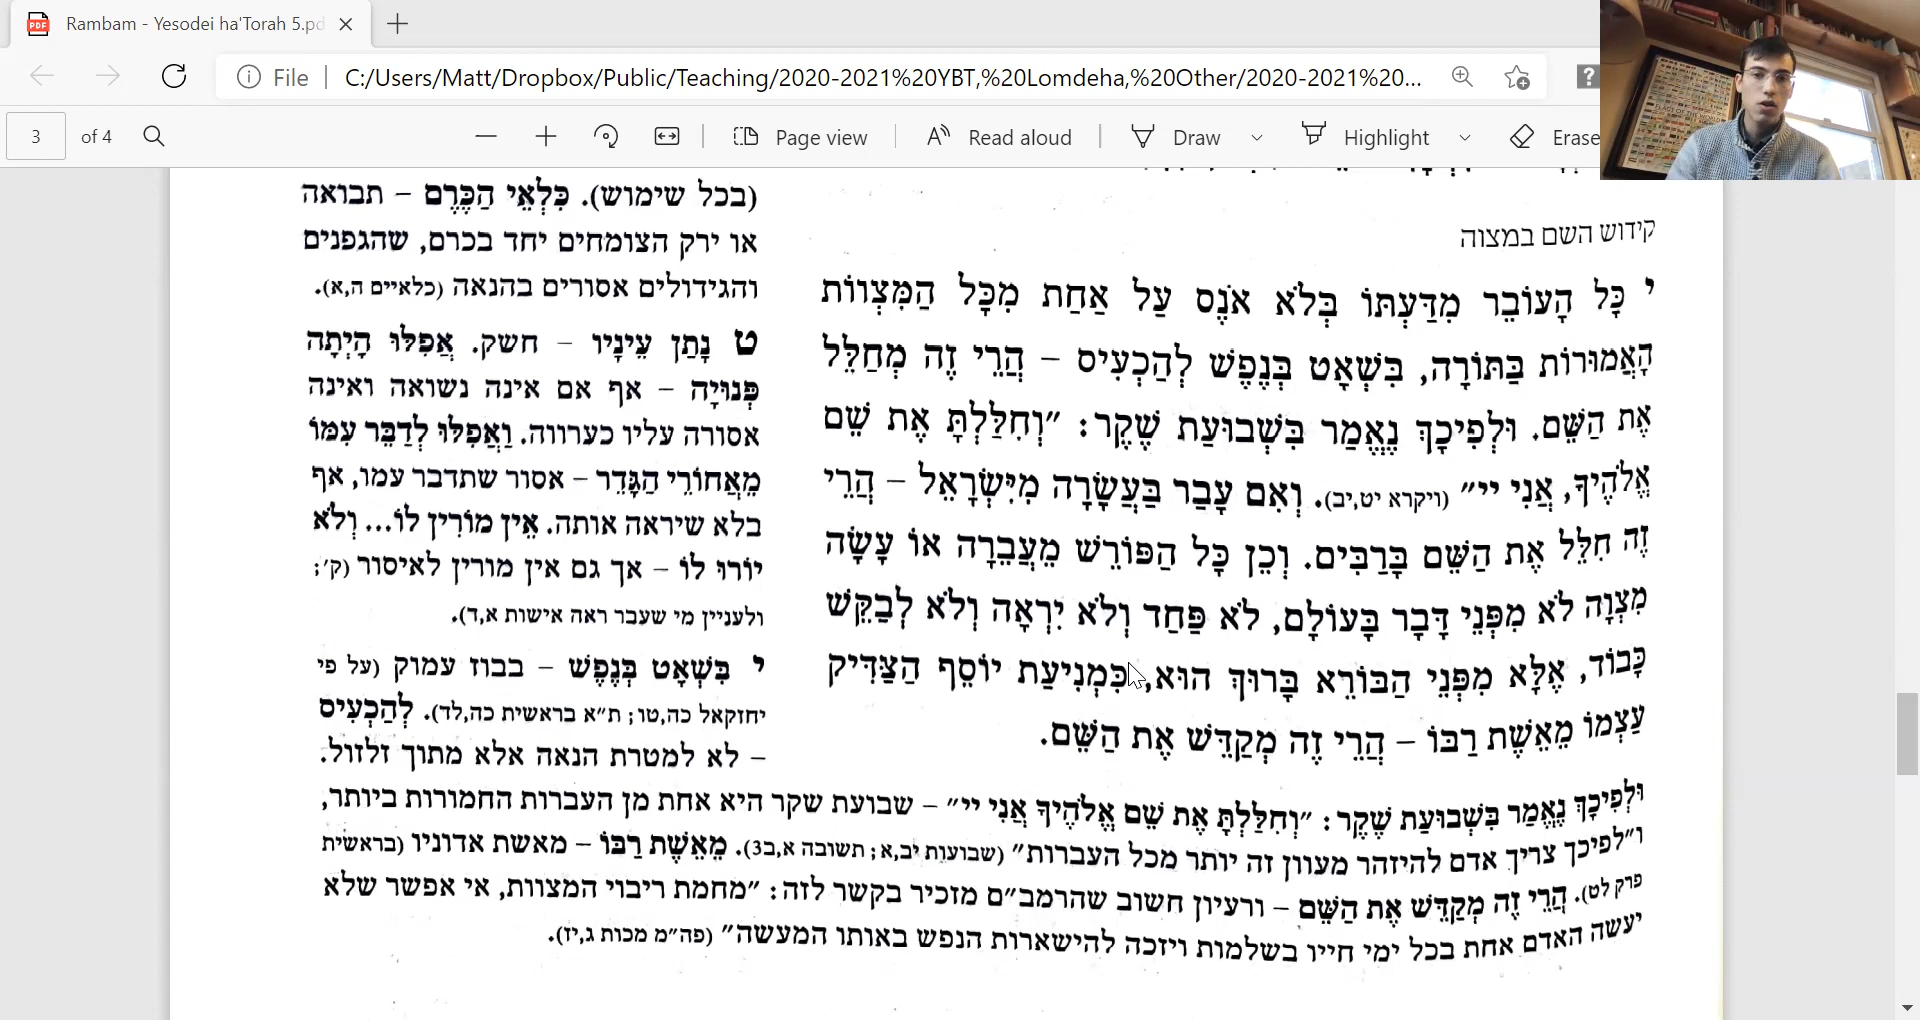 Rambam - Yesodei ha'Torah 5.pd
File
C:/Users/Matt/Dropbox/Public/Teaching/2020-2021%20YBT,%20Lomdeha,%20Other/2020-2021%20...
3 of 4
Page view
Read aloud
Draw
Highlight
Erase
קידוש השם במצוה
י כָּל הָעוֹבֵר מִדַּעְתּוֹ בְּלֹא אֹנֶס עַל אַחַת מִכָּל הַמִּצְווֹת
הָאֲמוּרוֹת בַּתּוֹרָה, בִּשְׁאָט בְּנֶפֶשׁ לְהַכְעִיס – הֲרֵי זֶה מְחַלֵּל
אֶת הַשֵּׁם. וּלְפִיכָךְ נֶאֱמַר בִּשְׁבוּעַת שֶׁקֶר: "וְחִלַּלְתָּ אֶת שֵׁם
אֱלֹהֶיךָ, אֲנִי יי" (ויקרא יט,יב). וְאִם עָבַר בַּעֲשָׂרָה מִיִּשְׂרָאֵל – הֲרֵי
זֶה חִלֵּל אֶת הַשֵּׁם בָּרַבִּים. וְכֵן כָּל הַפּוֹרֵשׁ מֵעֲבֵרָה אוֹ עָשָׂה
מִצְוָה לֹא מִפְּנֵי דָּבָר בָּעוֹלָם, לֹא פַּחַד וְלֹא יִרְאָה וְלֹא לְבַקֵּשׁ
כָּבוֹד, אֶלָּא מִפְּנֵי הַבּוֹרֵא בָּרוּךְ הוּא, כִּמְנִיעַת יוֹסֵף הַצַּדִּיק
עַצְמוֹ מֵאֵשֶׁת רַבּוֹ – הֲרֵי זֶה מְקַדֵּשׁ אֶת הַשֵּׁם.
(בכל שימוש). כִּלְאֵי הַכֶּרֶם – תבואה
או ירק הצומחים יחד בכרם, שהגפנים
והגידולים אסורים בהנאה (כלאיים ה,א).
ט נָתַן עֵינָיו – חשק. אֲפִלּוּ הָיְתָה
פְּנוּיָה – אף אם אינה נשואה ואינה
אסורה עליו כערווה. וַאֲפִלּוּ לְדַבֵּר עִמּוֹ
מֵאֲחוֹרֵי הַגָּדֵר – אסור שתדבר עמו, אף
בלא שיראה אותה. אֵין מוֹרִין לוֹ... וְלֹא
יוֹרוּ לוֹ – אך גם אין מורין לאיסור (ק';
ולעניין מי שעבר ראה אישות א,ד).
י בִּשְׁאָט בְּנֶפֶשׁ – בבוז עמוק (על פי
יחזקאל כה,טו; ת"א בראשית כה,לד). לְהַכְעִיס
– לא למטרת הנאה אלא מתוך זלזול.
וּלְפִיכָךְ נֶאֱמַר בִּשְׁבוּעַת שֶׁקֶר: "וְחִלַּלְתָּ אֶת שֵׁם אֱלֹהֶיךָ אֲנִי יי" – שבועת שקר היא אחת מן העברות החמורות ביותר,
ו"לפיכך צריך אדם להיזהר מעוון זה יותר מכל העברות" (שבועות יב,א; תשובה א,ב3). מֵאֵשֶׁת רַבּוֹ – מאשת אדוניו (בראשית
פרק לט). הֲרֵי זֶה מְקַדֵּשׁ אֶת הַשֵּׁם – ורעיון חשוב שהרמב"ם מזכיר בקשר לזה: "מחמת ריבוי המצוות, אי אפשר שלא
יעשה האדם אחת בכל ימי חייו בשלמות ויזכה להישארות הנפש באותו המעשה" (פה"מ מכות ג,יז).